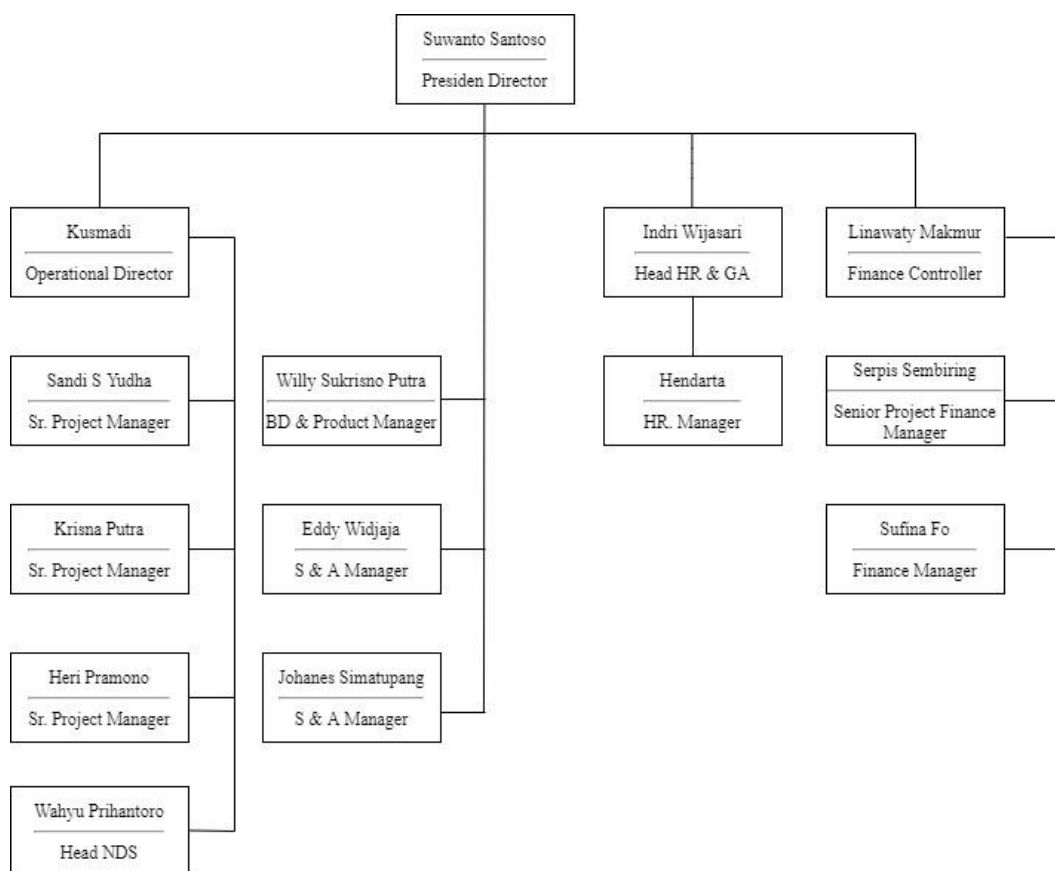 Suwanto Santoso
Presiden Director
Kusmadi
Operational Director
Indri Wijasari
Head HR & GA
Linawaty Makmur
Finance Controller
Sandi S Yudha
Sr. Project Manager
Willy Sukrisno Putra
BD & Product Manager
Hendarta
HR. Manager
Serpis Sembiring
Senior Project Finance
Manager
Krisna Putra
Sr. Project Manager
Eddy Widjaja
S & A Manager
Sufina Fo
Finance Manager
Heri Pramono
Sr. Project Manager
Johanes Simatupang
S & A Manager
Wahyu Prihantoro
Head NDS